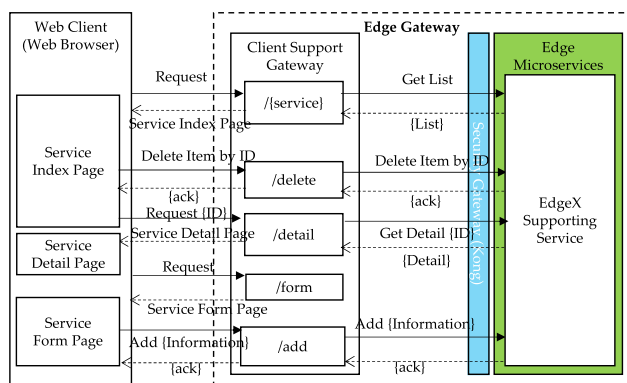 Web Client
(Web Browser)
Edge Gateway
Client Support
Gateway
Edge
Microservices
Request
/{service}
Get List
Service Index Page
{List}
Service
Index Page
Delete Item by ID
/delete
Delete Item by ID
{ack}
{ack}
Request {ID}
/detail
Service Detail Page
Get Detail {ID}
{Detail}
Service
Detail Page
Request
/form
Service Form Page
Service
Form Page
Add {Information}
/add
Add {Information}
{ack}
{ack}
Security Gateway (Kong)
EdgeX
Supporting
Service